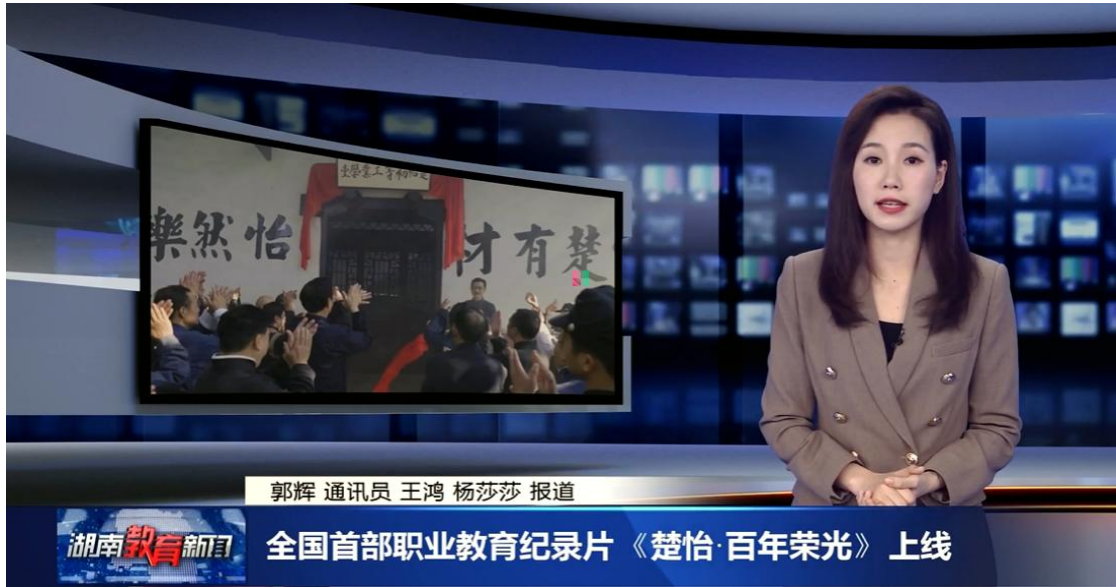 楚有才
怡然樂
郭辉 通讯员 王鸿 杨莎莎 报道
湖南教育新闻
全国首部职业教育纪录片《楚怡·百年荣光》上线